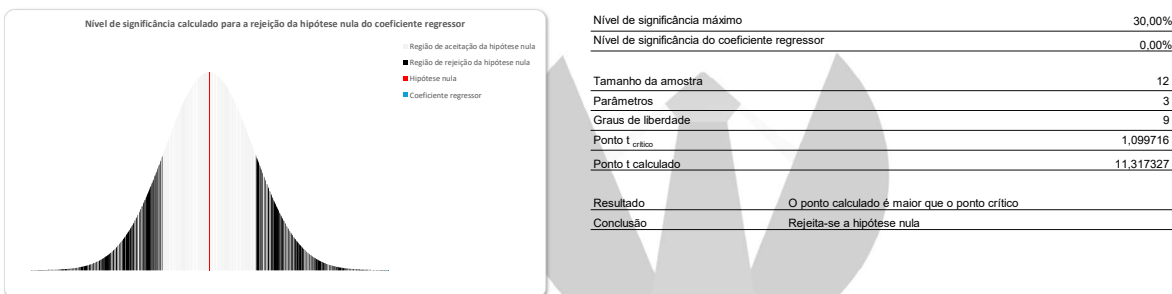 Nível de significância calculado para a rejeição da hipótese nula do coeficiente regressor
Região de aceitação da hipótese nula
Região de rejeição da hipótese nula
Hipótese nula
Coeficiente regressor
Nível de significância máximo 30,00%
Nível de significância do coeficiente regressor 0,00%
Tamanho da amostra 12
Parâmetros 3
Graus de liberdade 9
Ponto t crítico 1,099716
Ponto t calculado 11,317327
Resultado O ponto calculado é maior que o ponto crítico
Conclusão Rejeita-se a hipótese nula